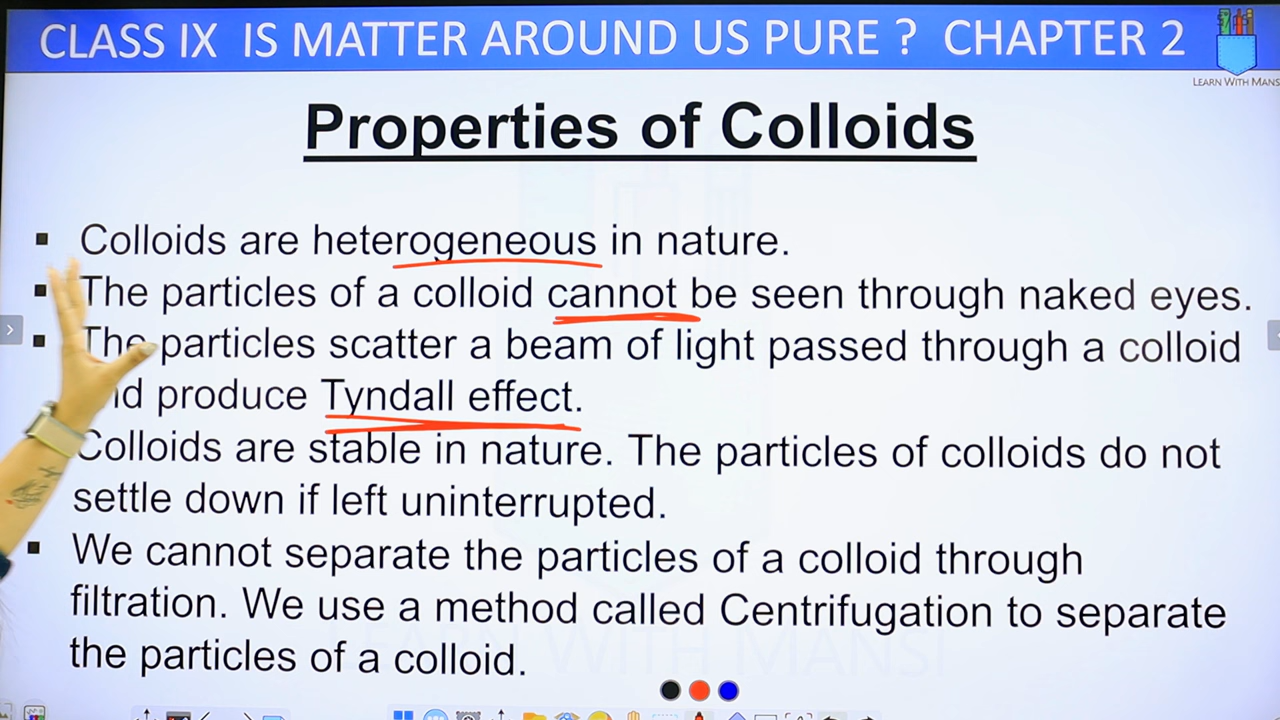 CLASS IX IS MATTER AROUND US PURE ? CHAPTER 2
LEARN WITH MANS
Properties of Colloids
▪ Colloids are heterogeneous in nature.
▪ The particles of a colloid cannot be seen through naked eyes.
▪ The particles scatter a beam of light passed through a colloid
nd produce Tyndall effect.
Colloids are stable in nature. The particles of colloids do not
settle down if left uninterrupted.
▪ We cannot separate the particles of a colloid through
filtration. We use a method called Centrifugation to separate
the particles of a colloid.
LEARN WITH MANSI